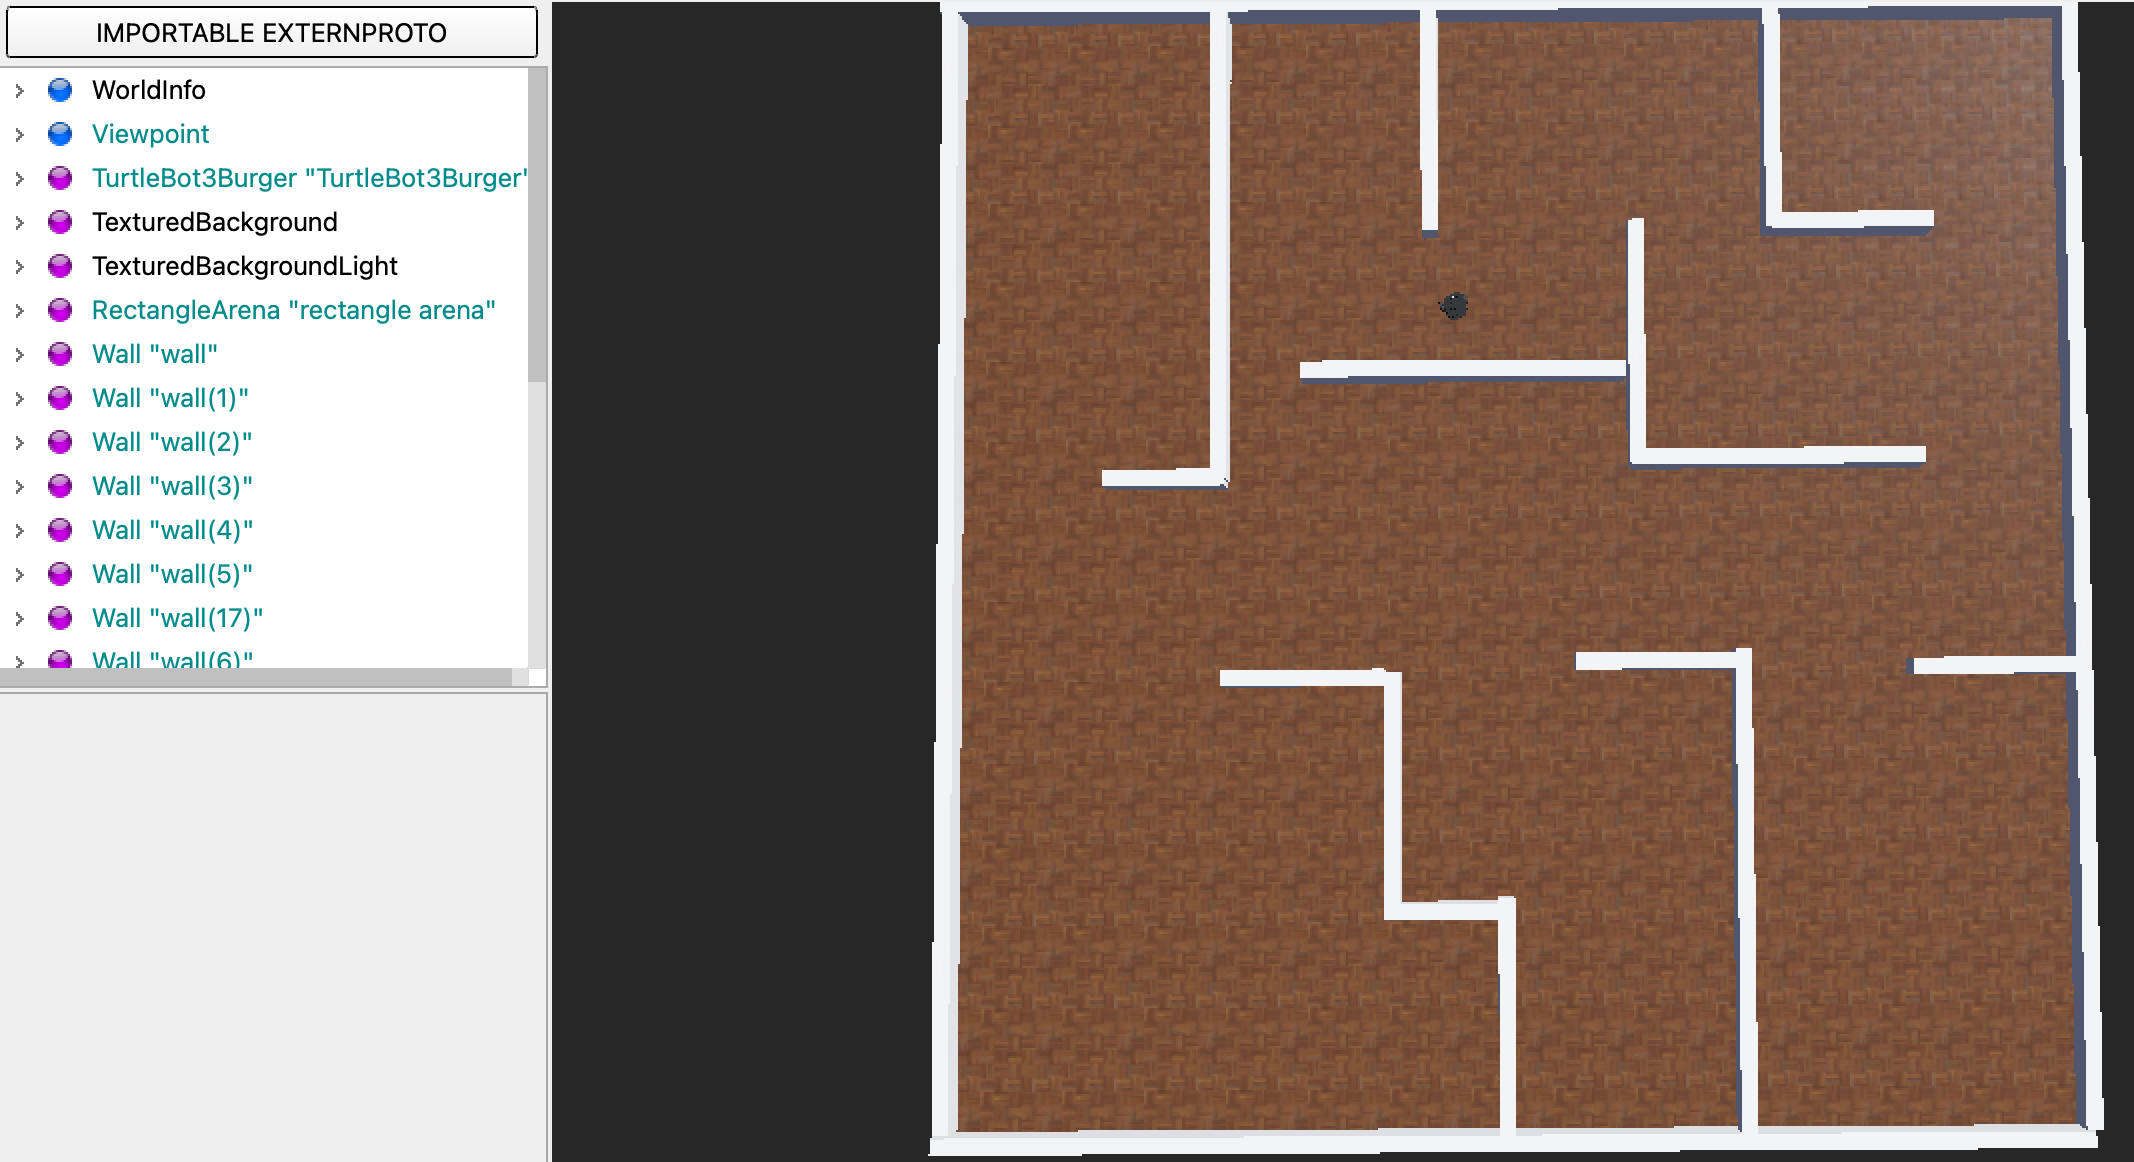 IMPORTABLE EXTERNPROTO
WorldInfo
Viewpoint
TurtleBot3Burger "TurtleBot3Burger"
TexturedBackground
TexturedBackgroundLight
RectangleArena "rectangle arena"
Wall "wall"
Wall "wall(1)"
Wall "wall(2)"
Wall "wall(3)"
Wall "wall(4)"
Wall "wall(5)"
Wall "wall(17)"
Wall "wall(6)"